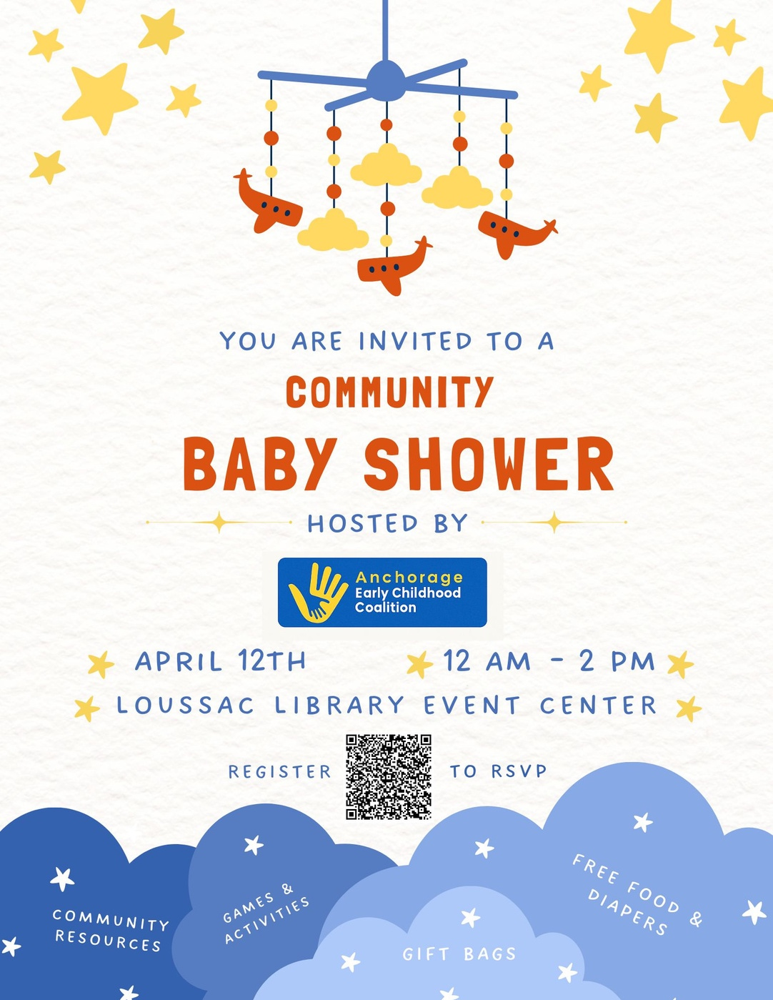 YOU ARE INVITED TO A
COMMUNITY
BABY SHOWER
HOSTED BY
Anchorage
Early Childhood
Coalition
APRIL 12TH 12 AM - 2 PM
LOUSSAC LIBRARY EVENT CENTER
REGISTER TO RSVP
COMMUNITY
RESOURCES
GAMES &
ACTIVITIES
GIFT BAGS
FREE FOOD &
DIAPERS